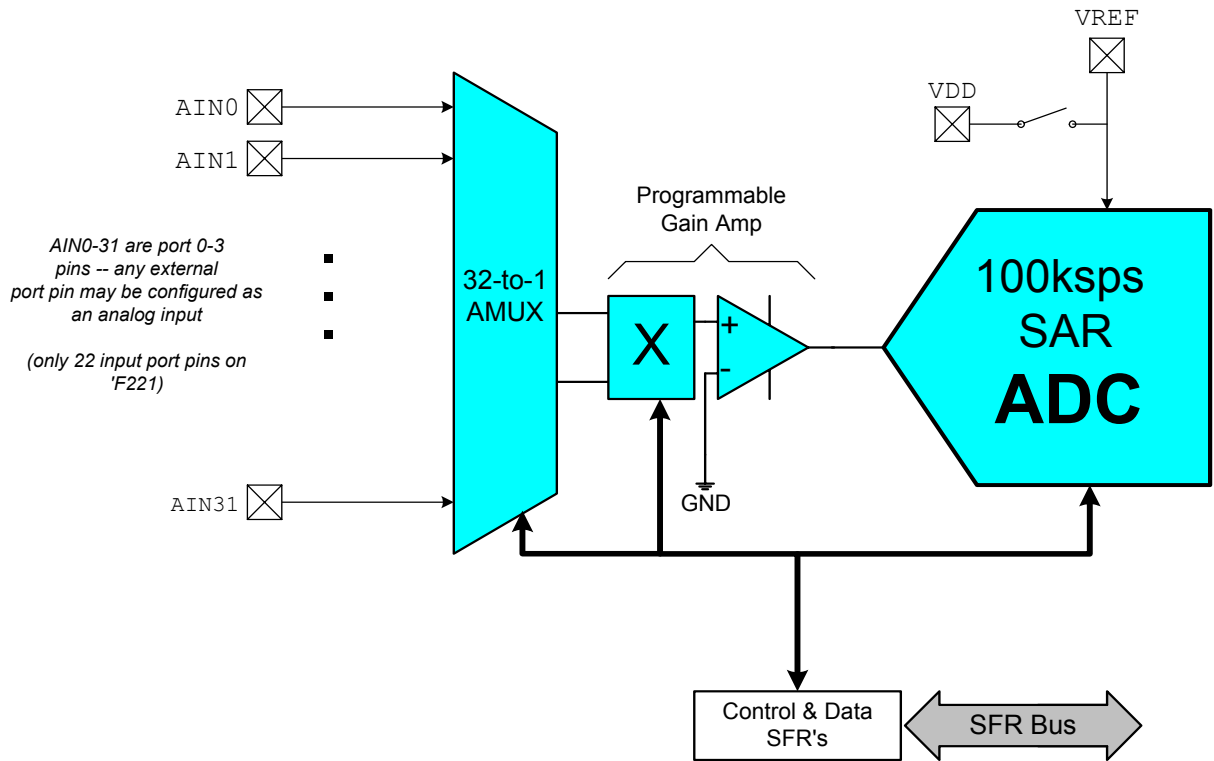 VREF
VDD
AIN0
AIN1
Programmable
Gain Amp
AIN0-31 are port 0-3
pins -- any external
port pin may be configured as
an analog input
(only 22 input port pins on
'F221)
32-to-1
AMUX
X
+
-
100ksps
SAR
ADC
AIN31
GND
Control & Data
SFR's
SFR Bus